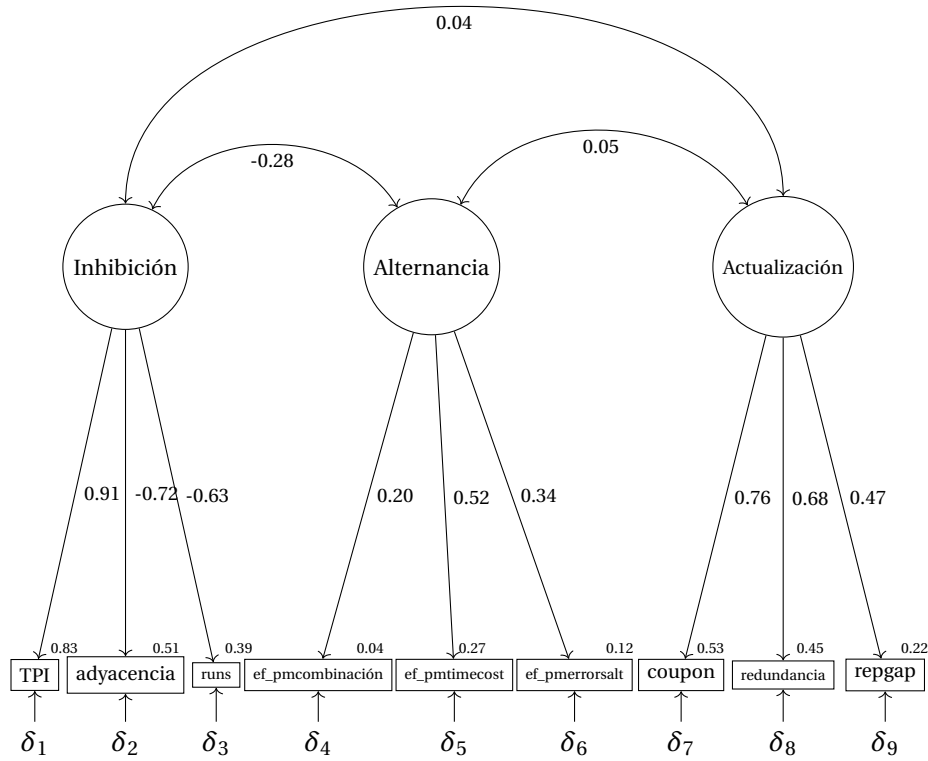 0.04
-0.28
0.05
Inhibición
Alternancia
Actualización
0.91 -0.72 -0.63
0.20 0.52 0.34
0.76 0.68 0.47
0.83 0.51 0.39 0.04 0.27 0.12 0.53 0.45 0.22
TPI adyacencia runs ef_pmcombinación ef_pmtimecost ef_pmerrorsalt coupon redundancia repgap
δ1 δ2 δ3 δ4 δ5 δ6 δ7 δ8 δ9